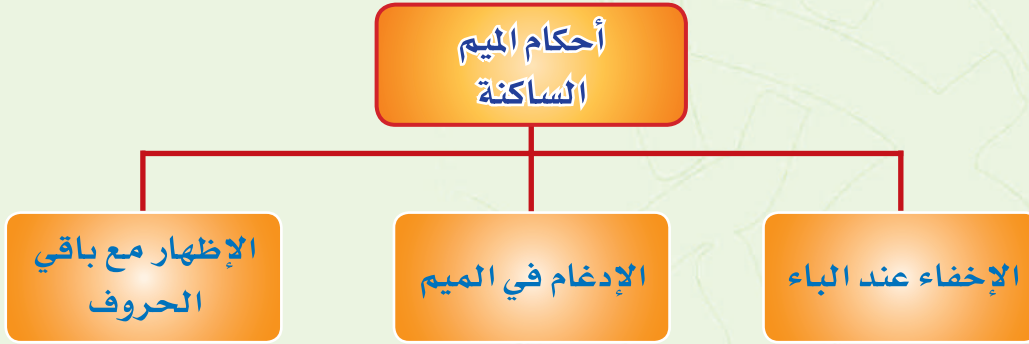 أحكام الميم
الساكنة
الإخفاء عند الباء
الإدغام في الميم
الإظهار مع باقي
الحروف